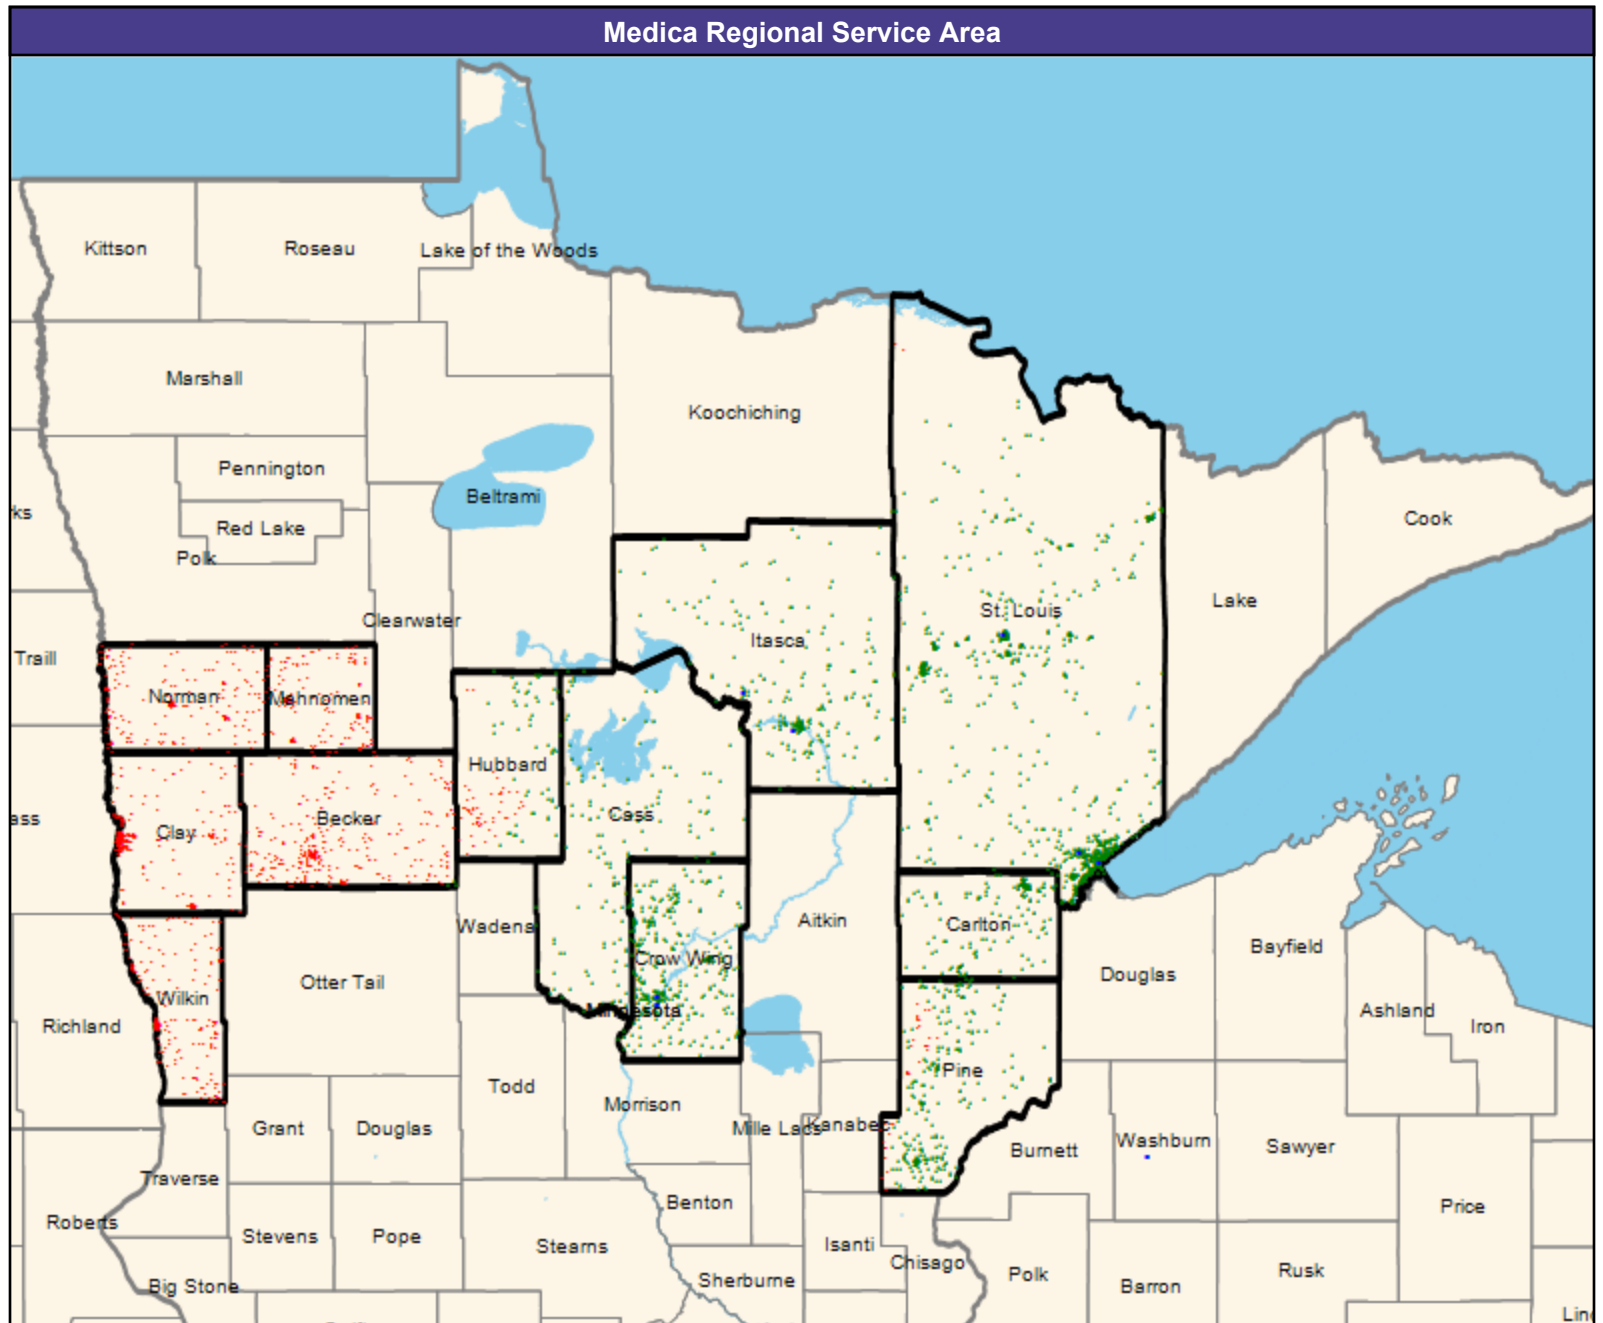 Medica Regional Service Area
Kittson
Roseau
Lake of the Woods
Marshall
Koochiching
Pennington
Beltrami
ks
Red Lake
Cook
Polk
Clearwater
St. Louis
Lake
Itasca
Traill
Norman
Mahnomen
Hubbard
ass
Clay
Becker
Cass
Wadena
Aitkin
Carlton
Crow Wing
Bayfield
Otter Tail
Douglas
Wilkin
Minnesota
Richland
Ashland
Iron
Pine
Todd
Morrison
Grant
Douglas
Mille Lacs
Kanabec
Burnett
Washburn
Sawyer
Traverse
Benton
Price
Roberts
Stevens
Pope
Stearns
Isanti
Chisago
Polk
Rusk
Big Stone
Sherburne
Barron
Lin